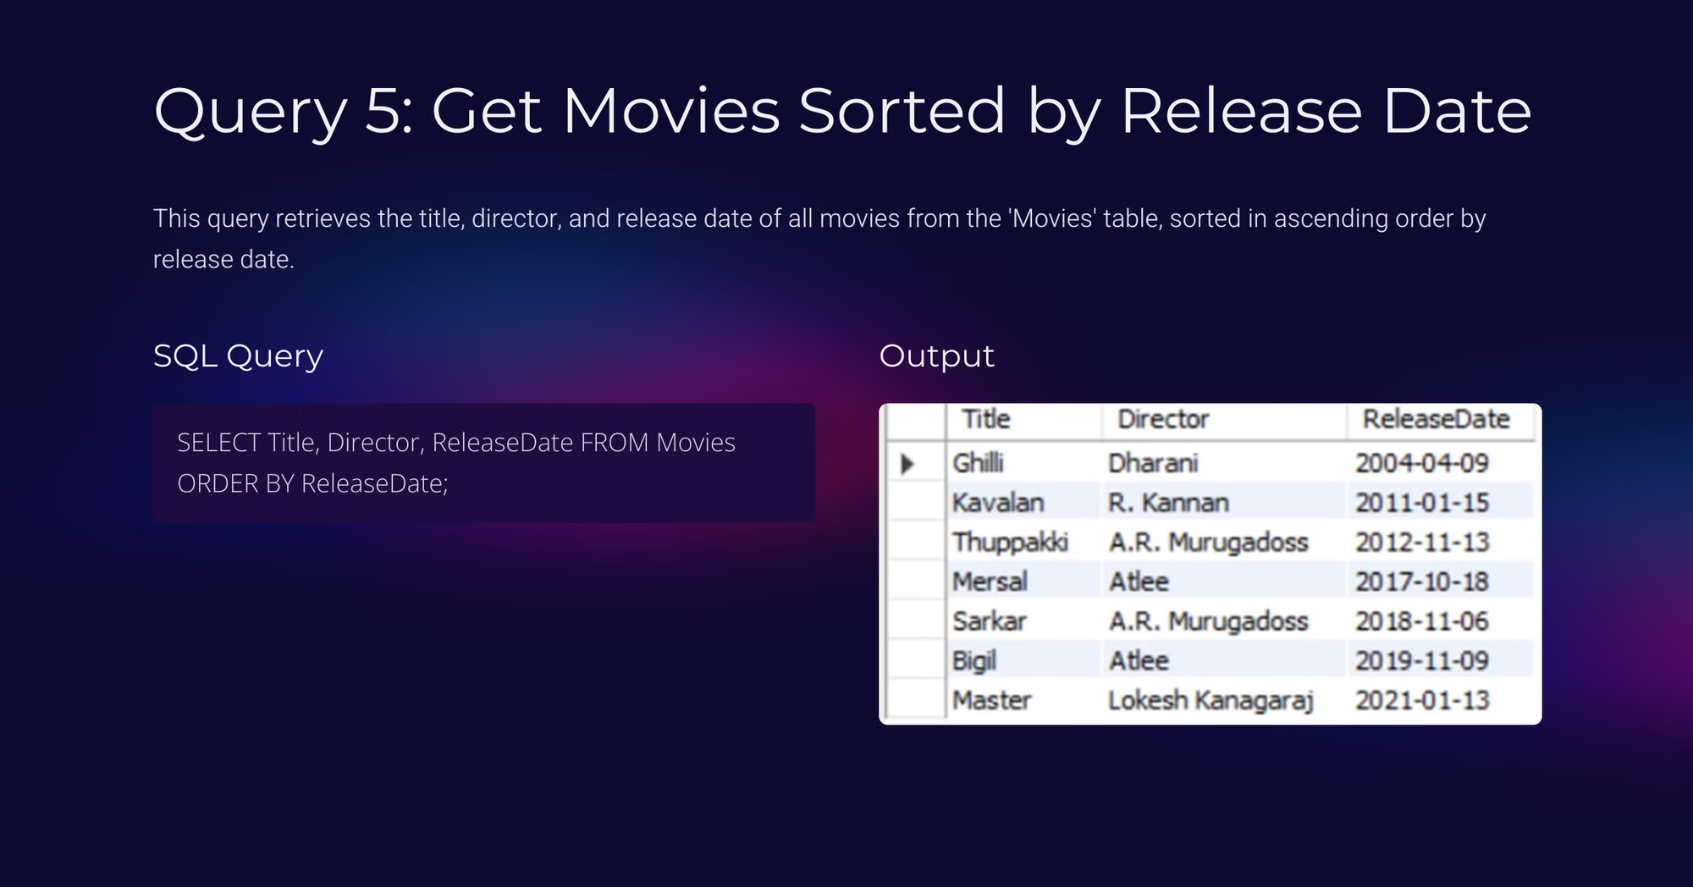 Query 5: Get Movies Sorted by Release Date
This query retrieves the title, director, and release date of all movies from the 'Movies' table, sorted in ascending order by
release date.
SQL Query
SELECT Title, Director, ReleaseDate FROM Movies
ORDER BY ReleaseDate;
Output
Title Director ReleaseDate
Ghilli Dharani 2004-04-09
Kavalan R. Kannan 2011-01-15
Thuppakki A.R. Murugadoss 2012-11-13
Mersal Atlee 2017-10-18
Sarkar A.R. Murugadoss 2018-11-06
Bigil Atlee 2019-11-09
Master Lokesh Kanagaraj 2021-01-13